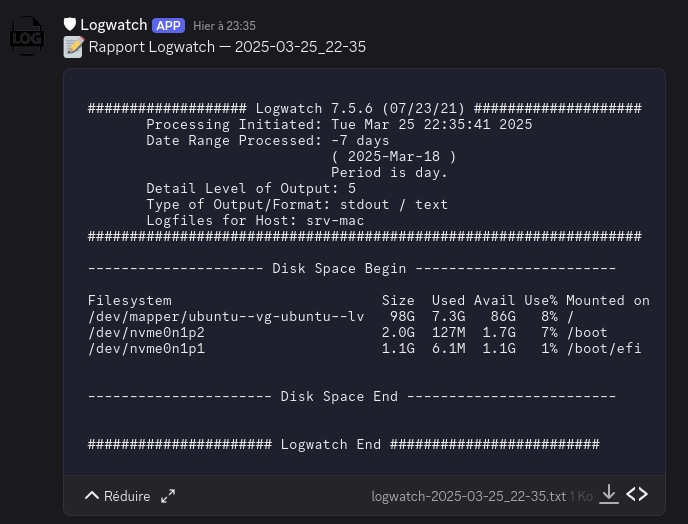 LOG
Logwatch APP Hier à 23:35
Rapport Logwatch — 2025-03-25_22-35
################### Logwatch 7.5.6 (07/23/21) ####################
       Processing Initiated: Tue Mar 25 22:35:41 2025
       Date Range Processed: -7 days
                             ( 2025-Mar-18 )
                             Period is day.
       Detail Level of Output: 5
       Type of Output/Format: stdout / text
       Logfiles for Host: srv-mac
##################################################################
--------------------- Disk Space Begin ------------------------
Filesystem                         Size  Used Avail Use% Mounted on
/dev/mapper/ubuntu--vg-ubuntu--lv   98G  7.3G   86G   8% /
/dev/nvme0n1p2                     2.0G  127M  1.7G   7% /boot
/dev/nvme0n1p1                     1.1G  6.1M  1.1G   1% /boot/efi
---------------------- Disk Space End -------------------------
###################### Logwatch End #########################
Réduire logwatch-2025-03-25_22-35.txt 1 Ko